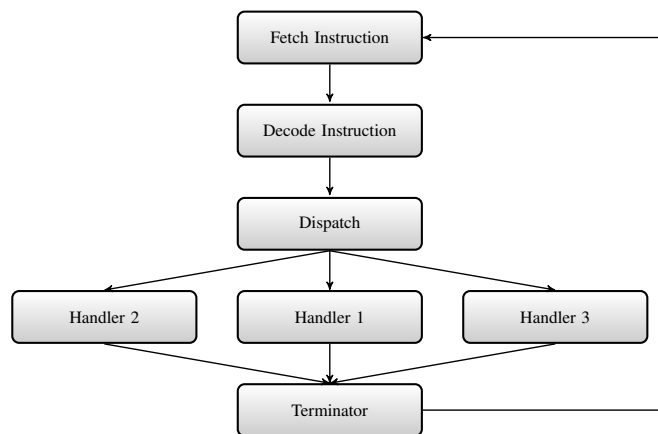 Fetch Instruction
Decode Instruction
Dispatch
Handler 2
Handler 1
Handler 3
Terminator